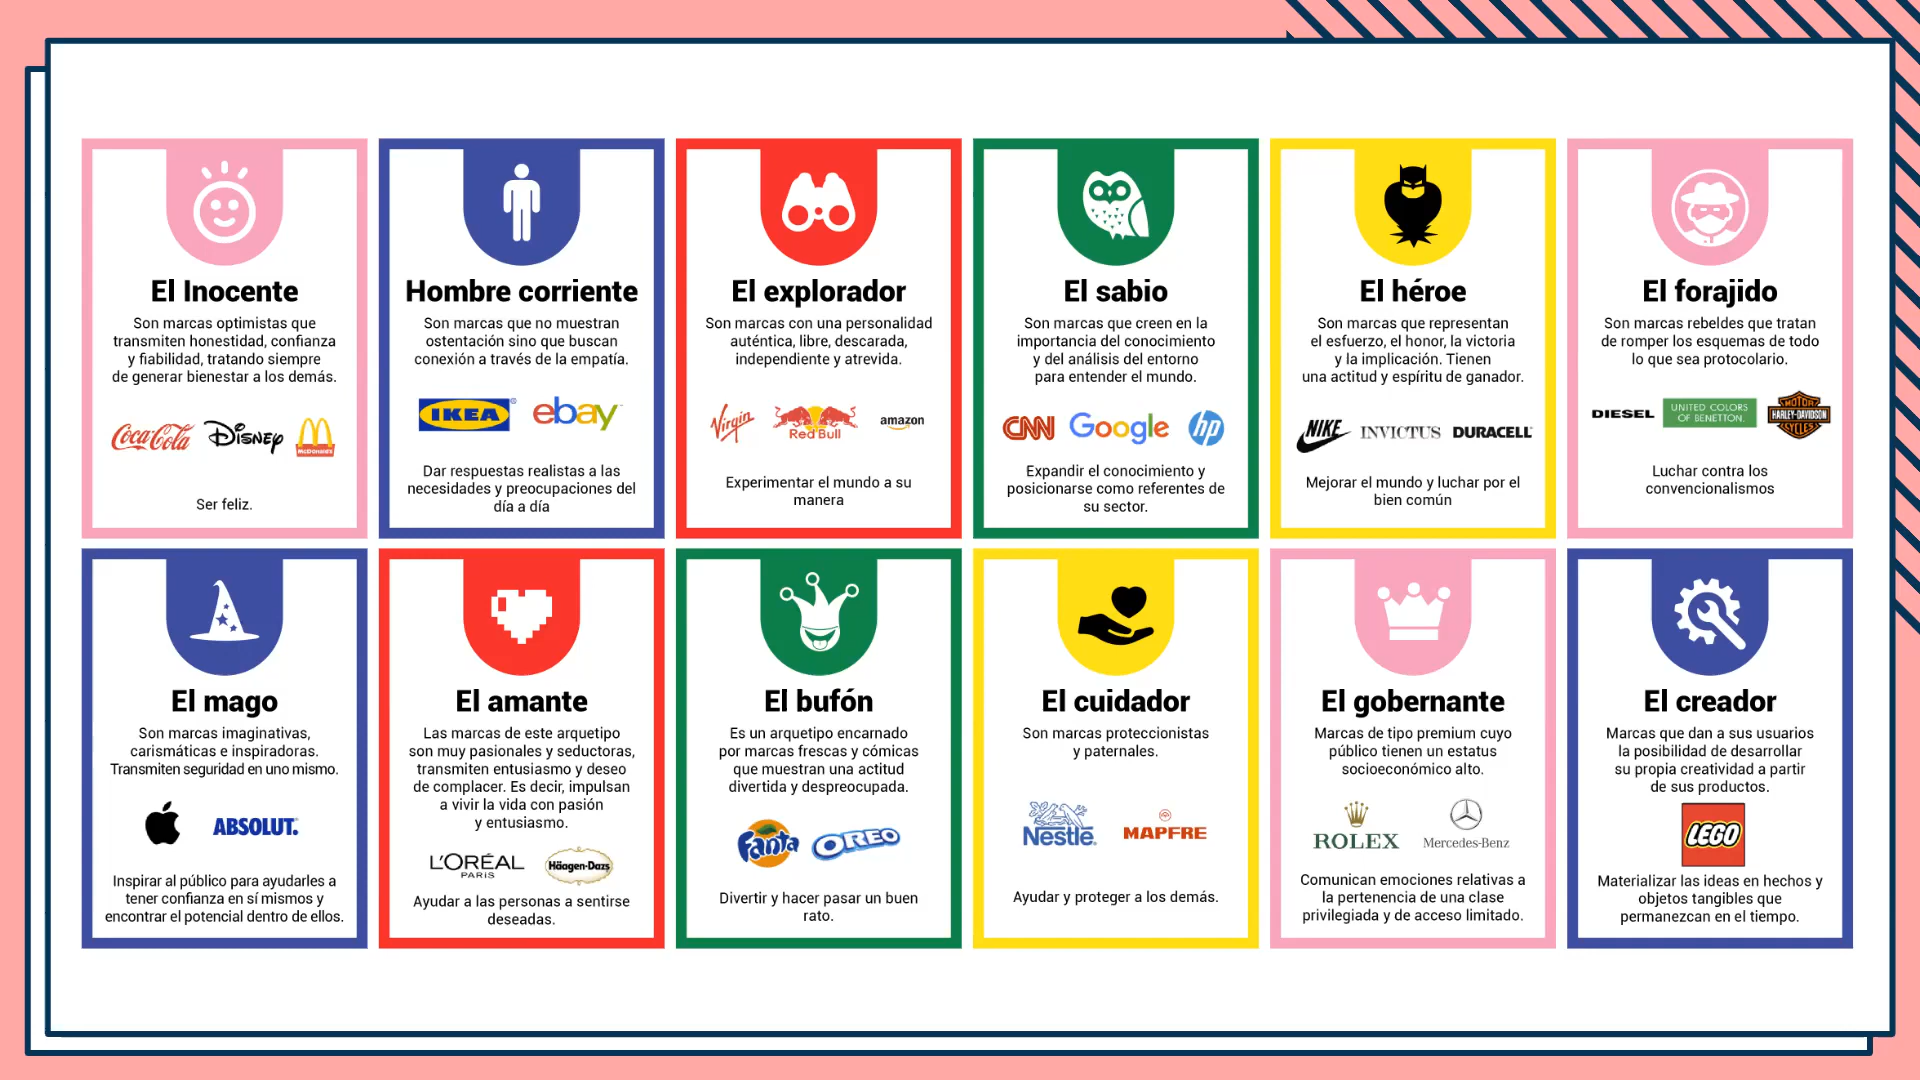 El Inocente
Son marcas optimistas que
transmiten honestidad, confianza
y fiabilidad, tratando siempre
de generar bienestar a los demás.
Coca-Cola Disney McDonald's
Ser feliz.
Hombre corriente
Son marcas que no muestran
ostentación sino que buscan
conexión a través de la empatía.
IKEA® ebay™
Dar respuestas realistas a las
necesidades y preocupaciones del
día a día
El explorador
Son marcas con una personalidad
auténtica, libre, descarada,
independiente y atrevida.
Virgin Red Bull amazon
Experimentar el mundo a su
manera
El sabio
Son marcas que creen en la
importancia del conocimiento
y del análisis del entorno
para entender el mundo.
CNN Google hp
Expandir el conocimiento y
posicionarse como referentes de
su sector.
El héroe
Son marcas que representan
el esfuerzo, el honor, la victoria
y la implicación. Tienen
una actitud y espíritu de ganador.
NIKE INVICTUS DURACELL
Mejorar el mundo y luchar por el
bien común
El forajido
Son marcas rebeldes que tratan
de romper los esquemas de todo
lo que sea protocolario.
DIESEL
UNITED COLORS
OF BENETTON.
MOTOR
HARLEY-DAVIDSON
CYCLES
Luchar contra los
convencionalismos
El mago
Son marcas imaginativas,
carismáticas e inspiradoras.
Transmiten seguridad en uno mismo.
ABSOLUT.
Inspirar al público para ayudarles a
tener confianza en sí mismos y
encontrar el potencial dentro de ellos.
El amante
Las marcas de este arquetipo
son muy pasionales y seductoras,
transmiten entusiasmo y deseo
de complacer. Es decir, impulsan
a vivir la vida con pasión
y entusiasmo.
L'ORÉAL
PARIS
Häagen-Dazs
Ayudar a las personas a sentirse
deseadas.
El bufón
Es un arquetipo encarnado
por marcas frescas y cómicas
que muestran una actitud
divertida y despreocupada.
Fanta OREO
Divertir y hacer pasar un buen
rato.
El cuidador
Son marcas proteccionistas
y paternales.
Nestlé® MAPFRE
Ayudar y proteger a los demás.
El gobernante
Marcas de tipo premium cuyo
público tienen un estatus
socioeconómico alto.
ROLEX Mercedes-Benz
Comunican emociones relativas a
la pertenencia de una clase
privilegiada y de acceso limitado.
El creador
Marcas que dan a sus usuarios
la posibilidad de desarrollar
su propia creatividad a partir
de sus productos.
LEGO
Materializar las ideas en hechos y
objetos tangibles que
permanezcan en el tiempo.